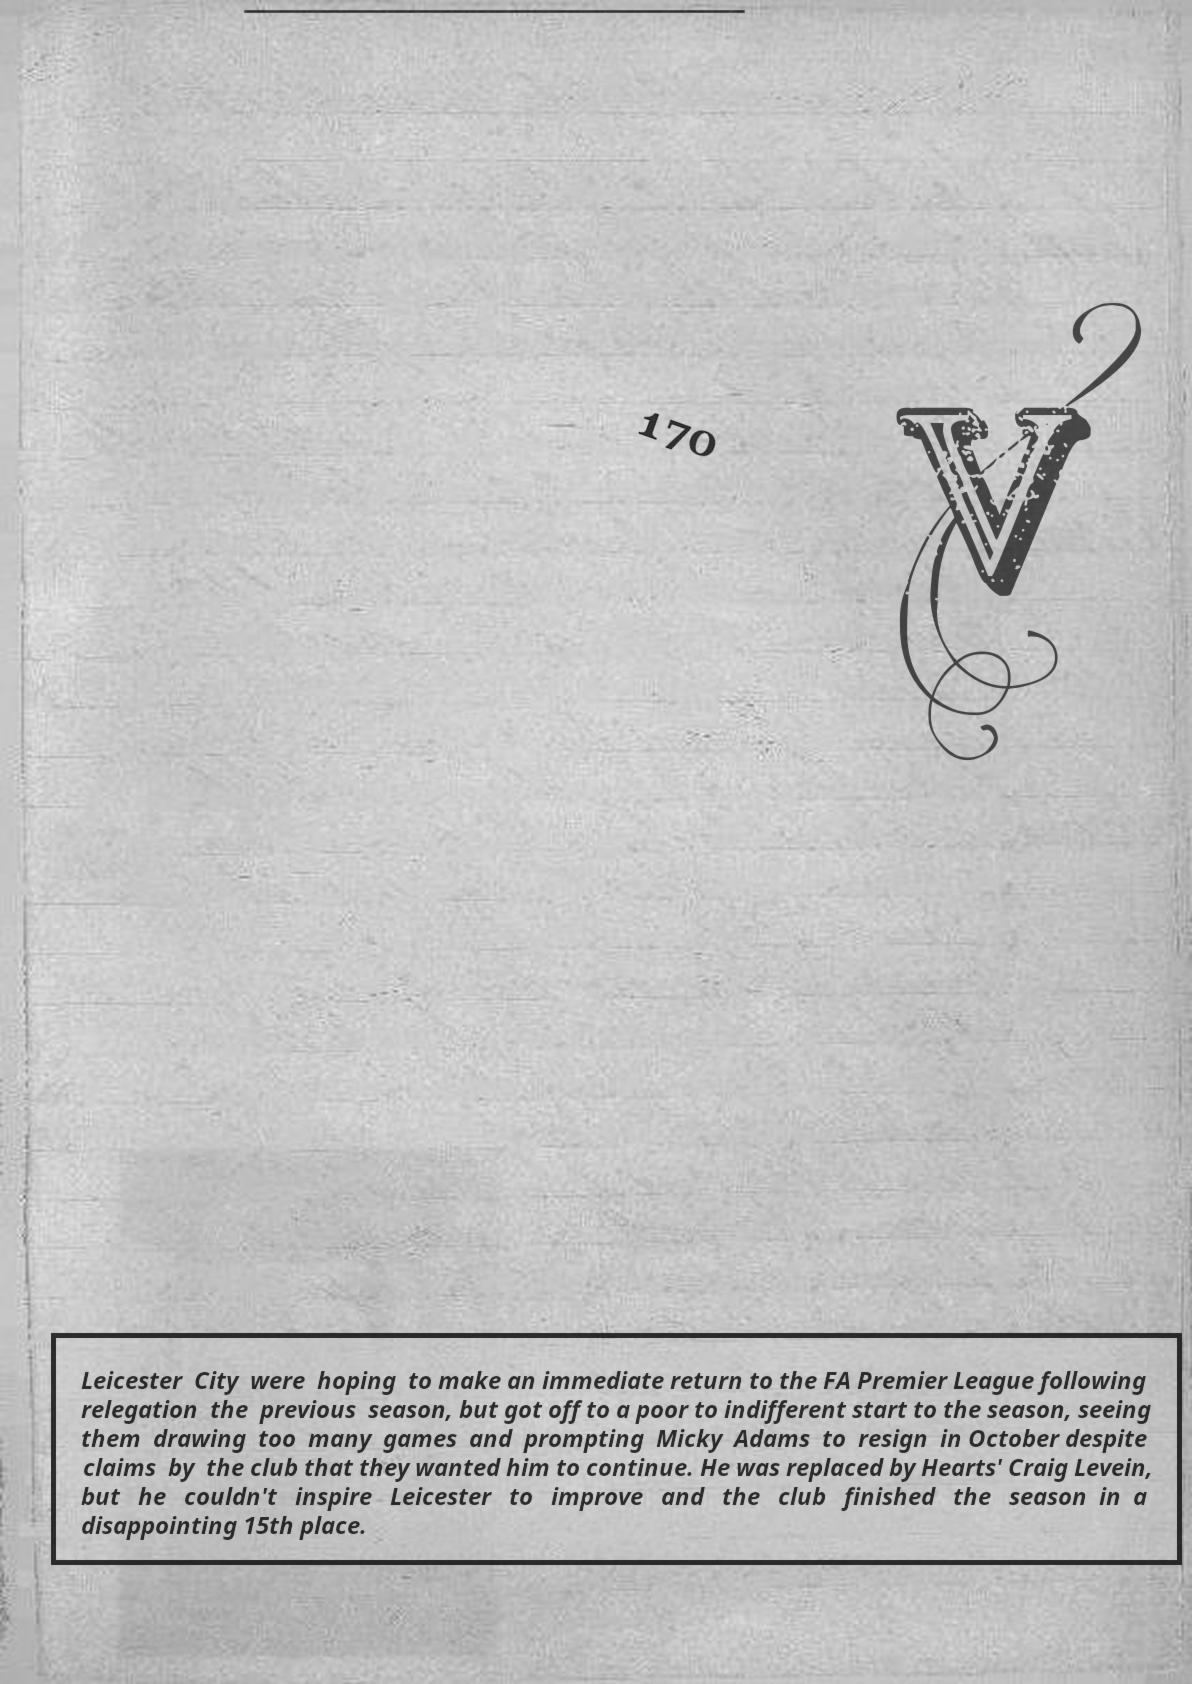 170
V
Leicester City were hoping to make an immediate return to the FA Premier League following
relegation the previous season, but got off to a poor to indifferent start to the season, seeing
them drawing too many games and prompting Micky Adams to resign in October despite
claims by the club that they wanted him to continue. He was replaced by Hearts' Craig Levein,
but he couldn't inspire Leicester to improve and the club finished the season in a
disappointing 15th place.